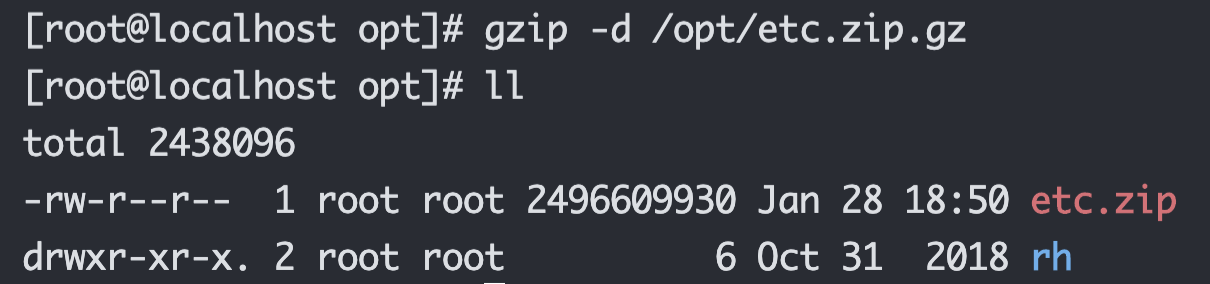 [root@localhost opt]# gzip -d /opt/etc.zip.gz
[root@localhost opt]# ll
total 2438096
-rw-r--r--  1 root root 2496609930 Jan 28 18:50 etc.zip
drwxr-xr-x. 2 root root          6 Oct 31  2018 rh